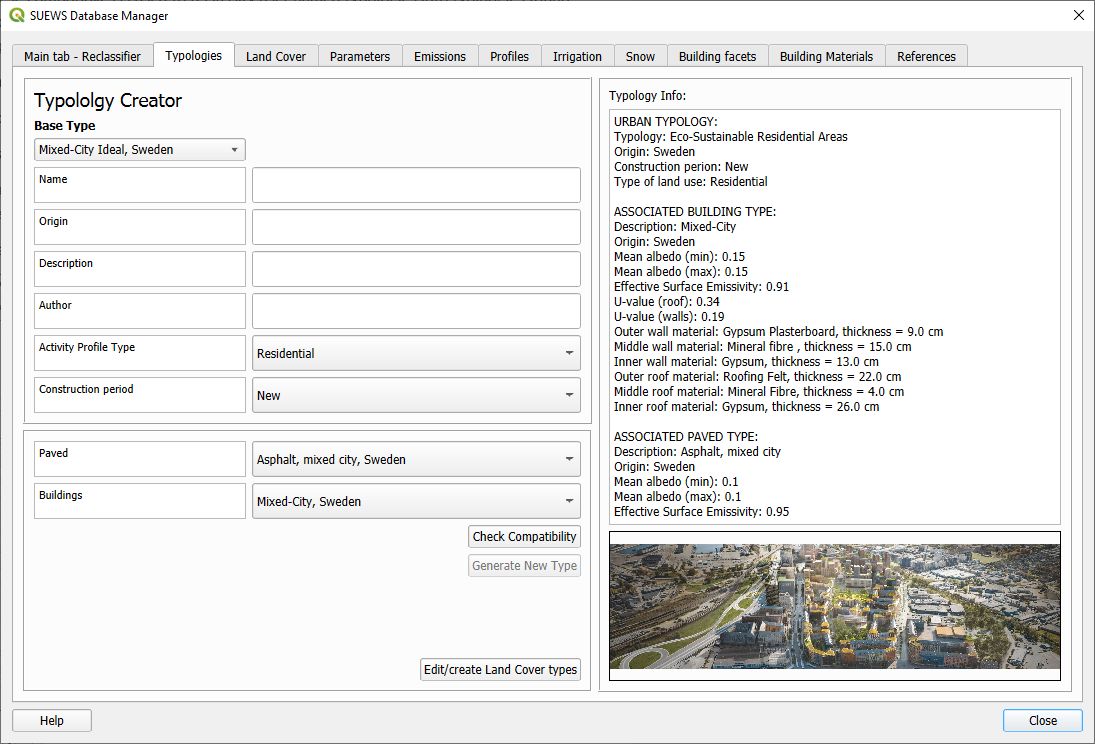 SUEWS Database Manager
Main tab - Reclassifier Typologies Land Cover Parameters Emissions Profiles Irrigation Snow Building facets Building Materials References
Typololgy Creator
Base Type
Mixed-City Ideal, Sweden
Name
Origin
Description
Author
Activity Profile Type Residential
Construction period New
Paved Asphalt, mixed city, Sweden
Buildings Mixed-City, Sweden
Check Compatibility
Generate New Type
Edit/create Land Cover types
Typology Info:
URBAN TYPOLOGY:
Typology: Eco-Sustainable Residential Areas
Origin: Sweden
Construction perion: New
Type of land use: Residential
ASSOCIATED BUILDING TYPE:
Description: Mixed-City
Origin: Sweden
Mean albedo (min): 0.15
Mean albedo (max): 0.15
Effective Surface Emissivity: 0.91
U-value (roof): 0.34
U-value (walls): 0.19
Outer wall material: Gypsum Plasterboard, thickness = 9.0 cm
Middle wall material: Mineral fibre , thickness = 15.0 cm
Inner wall material: Gypsum, thickness = 13.0 cm
Outer roof material: Roofing Felt, thickness = 22.0 cm
Middle roof material: Mineral Fibre, thickness = 4.0 cm
Inner roof material: Gypsum, thickness = 26.0 cm
ASSOCIATED PAVED TYPE:
Description: Asphalt, mixed city
Origin: Sweden
Mean albedo (min): 0.1
Mean albedo (max): 0.1
Effective Surface Emissivity: 0.95
Help
Close